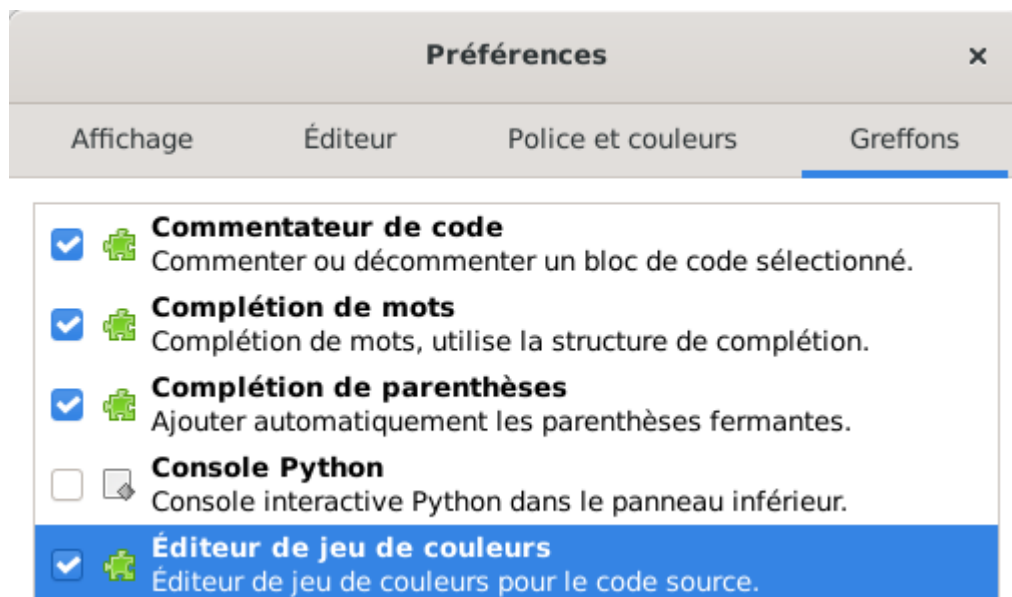 Préférences
Affichage Éditeur Police et couleurs Greffons
Commentateur de code
Commenter ou décommenter un bloc de code sélectionné.
Complétion de mots
Complétion de mots, utilise la structure de complétion.
Complétion de parenthèses
Ajouter automatiquement les parenthèses fermantes.
Console Python
Console interactive Python dans le panneau inférieur.
Éditeur de jeu de couleurs
Éditeur de jeu de couleurs pour le code source.